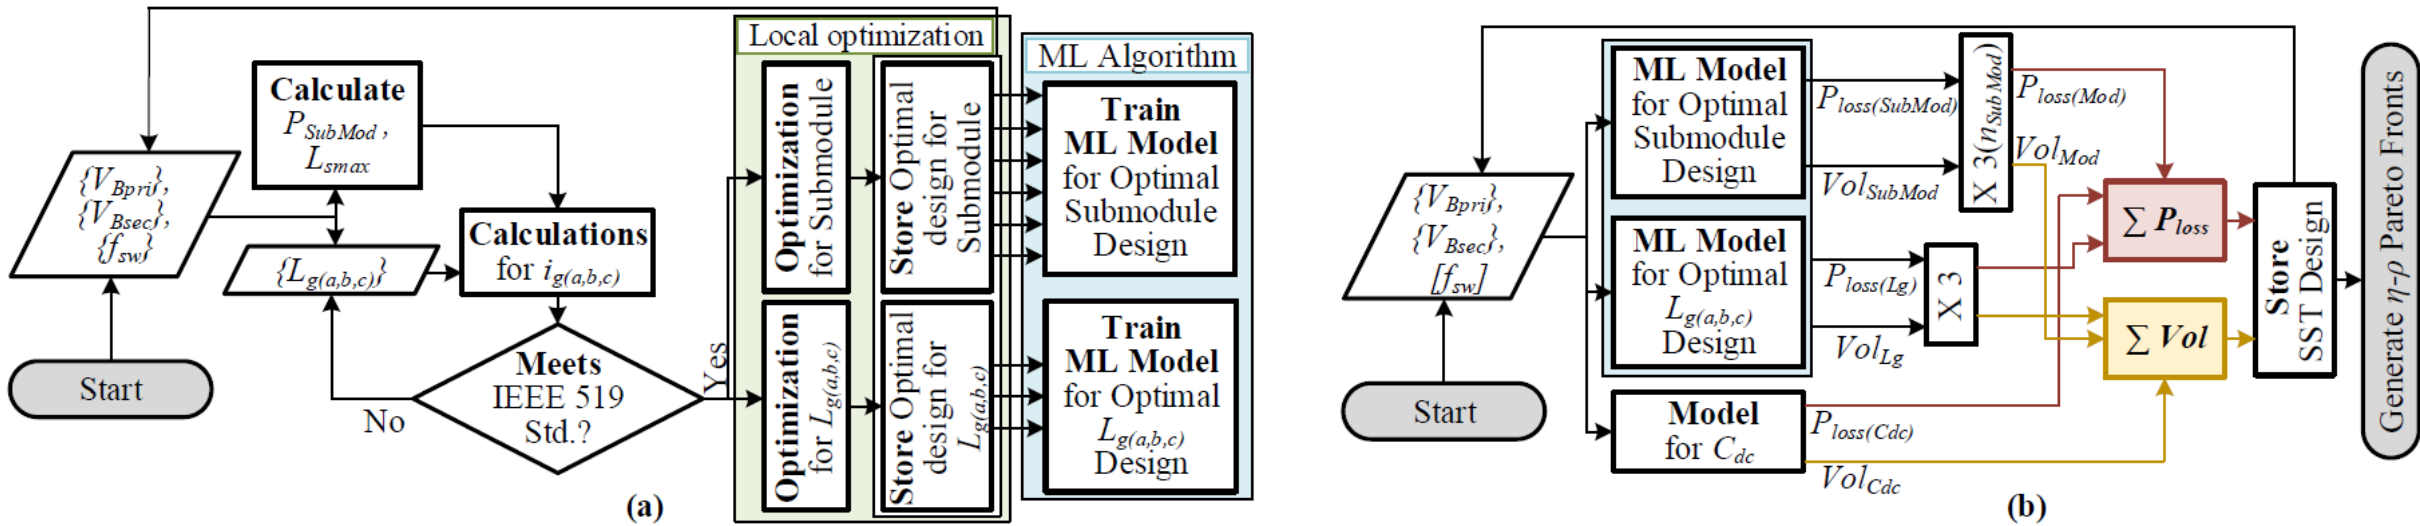 Local optimization
ML Algorithm
Calculate
P_SubMod,
L_smax
{V_Bpri},
{V_Bsec},
{f_sw}
{L_g(a,b,c)}
Calculations
for i_g(a,b,c)
Start
Meets
IEEE 519
Std.?
No
Yes
Optimization
for Submodule
Store Optimal
design for
Submodule
Train
ML Model
for Optimal
Submodule
Design
Optimization
for L_g(a,b,c)
Store Optimal
design for
L_g(a,b,c)
Train
ML Model
for Optimal
L_g(a,b,c)
Design
(a)
{V_Bpri},
{V_Bsec},
[f_sw]
Start
ML Model
for Optimal
Submodule
Design
P_loss(SubMod)
Vol_SubMod
X 3(n_SubMod)
P_loss(Mod)
Vol_Mod
ML Model
for Optimal
L_g(a,b,c)
Design
P_loss(Lg)
Vol_Lg
X 3
Model
for C_dc
P_loss(Cdc)
Vol_Cdc
∑ P_loss
∑ Vol
Store
SST Design
Generate η-ρ Pareto Fronts
(b)